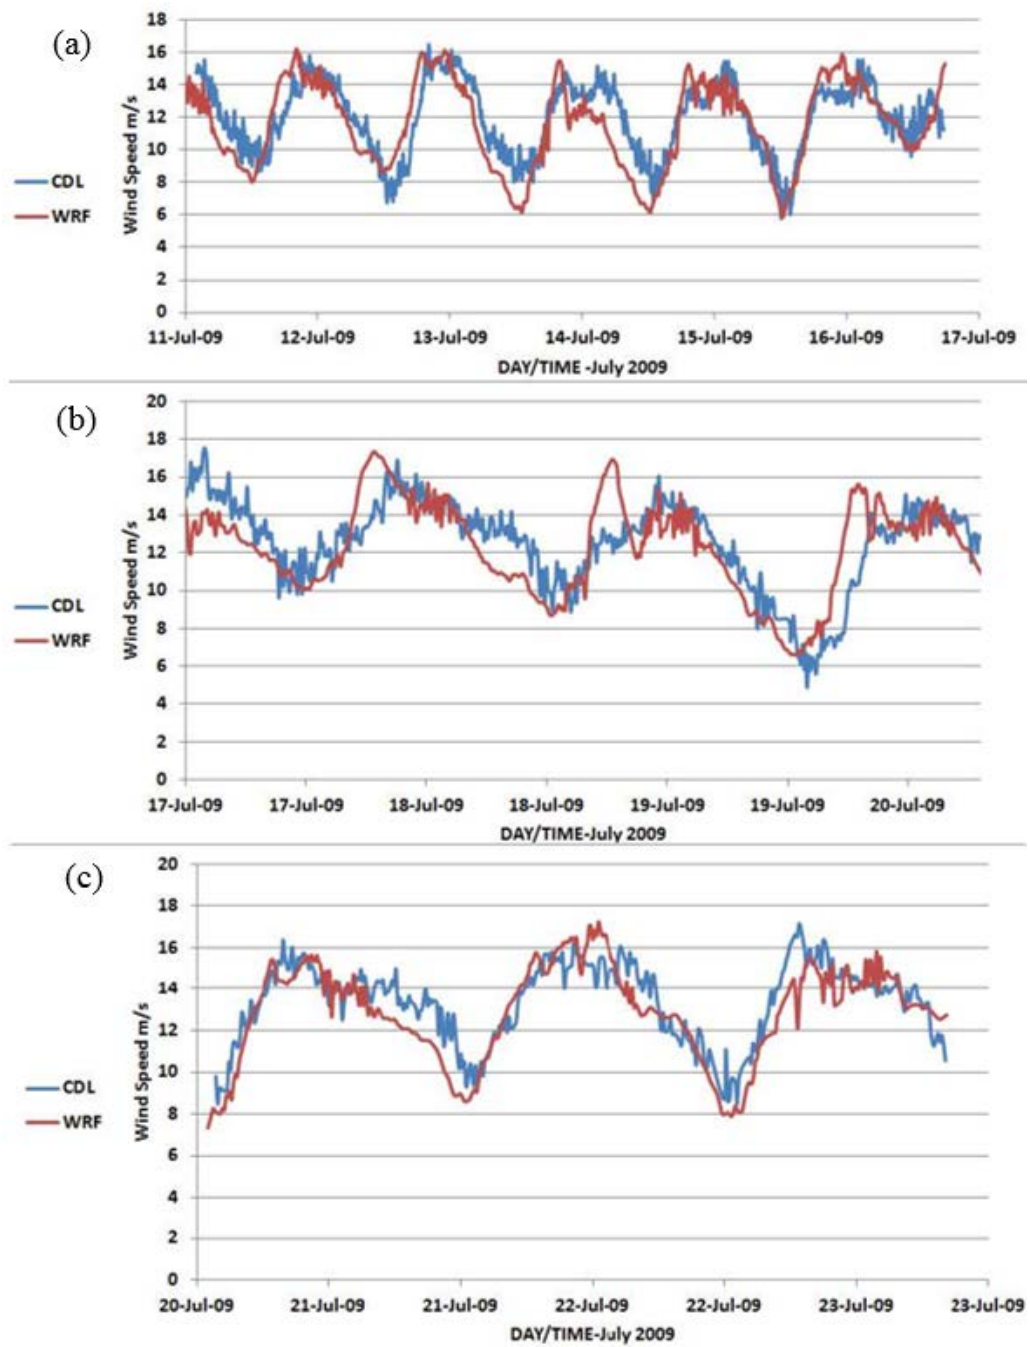 (a)
18
16
14
12
10
8
6
4
2
0
Wind Speed m/s
CDL
WRF
11-Jul-09 12-Jul-09 13-Jul-09 14-Jul-09 15-Jul-09 16-Jul-09 17-Jul-09
DAY/TIME -July 2009
(b)
20
18
16
14
12
10
8
6
4
2
0
Wind Speed m/s
CDL
WRF
17-Jul-09 17-Jul-09 18-Jul-09 18-Jul-09 19-Jul-09 19-Jul-09 20-Jul-09
DAY/TIME-July 2009
(c)
20
18
16
14
12
10
8
6
4
2
0
Wind Speed m/s
CDL
WRF
20-Jul-09 21-Jul-09 21-Jul-09 22-Jul-09 22-Jul-09 23-Jul-09 23-Jul-09
DAY/TIME-July 2009